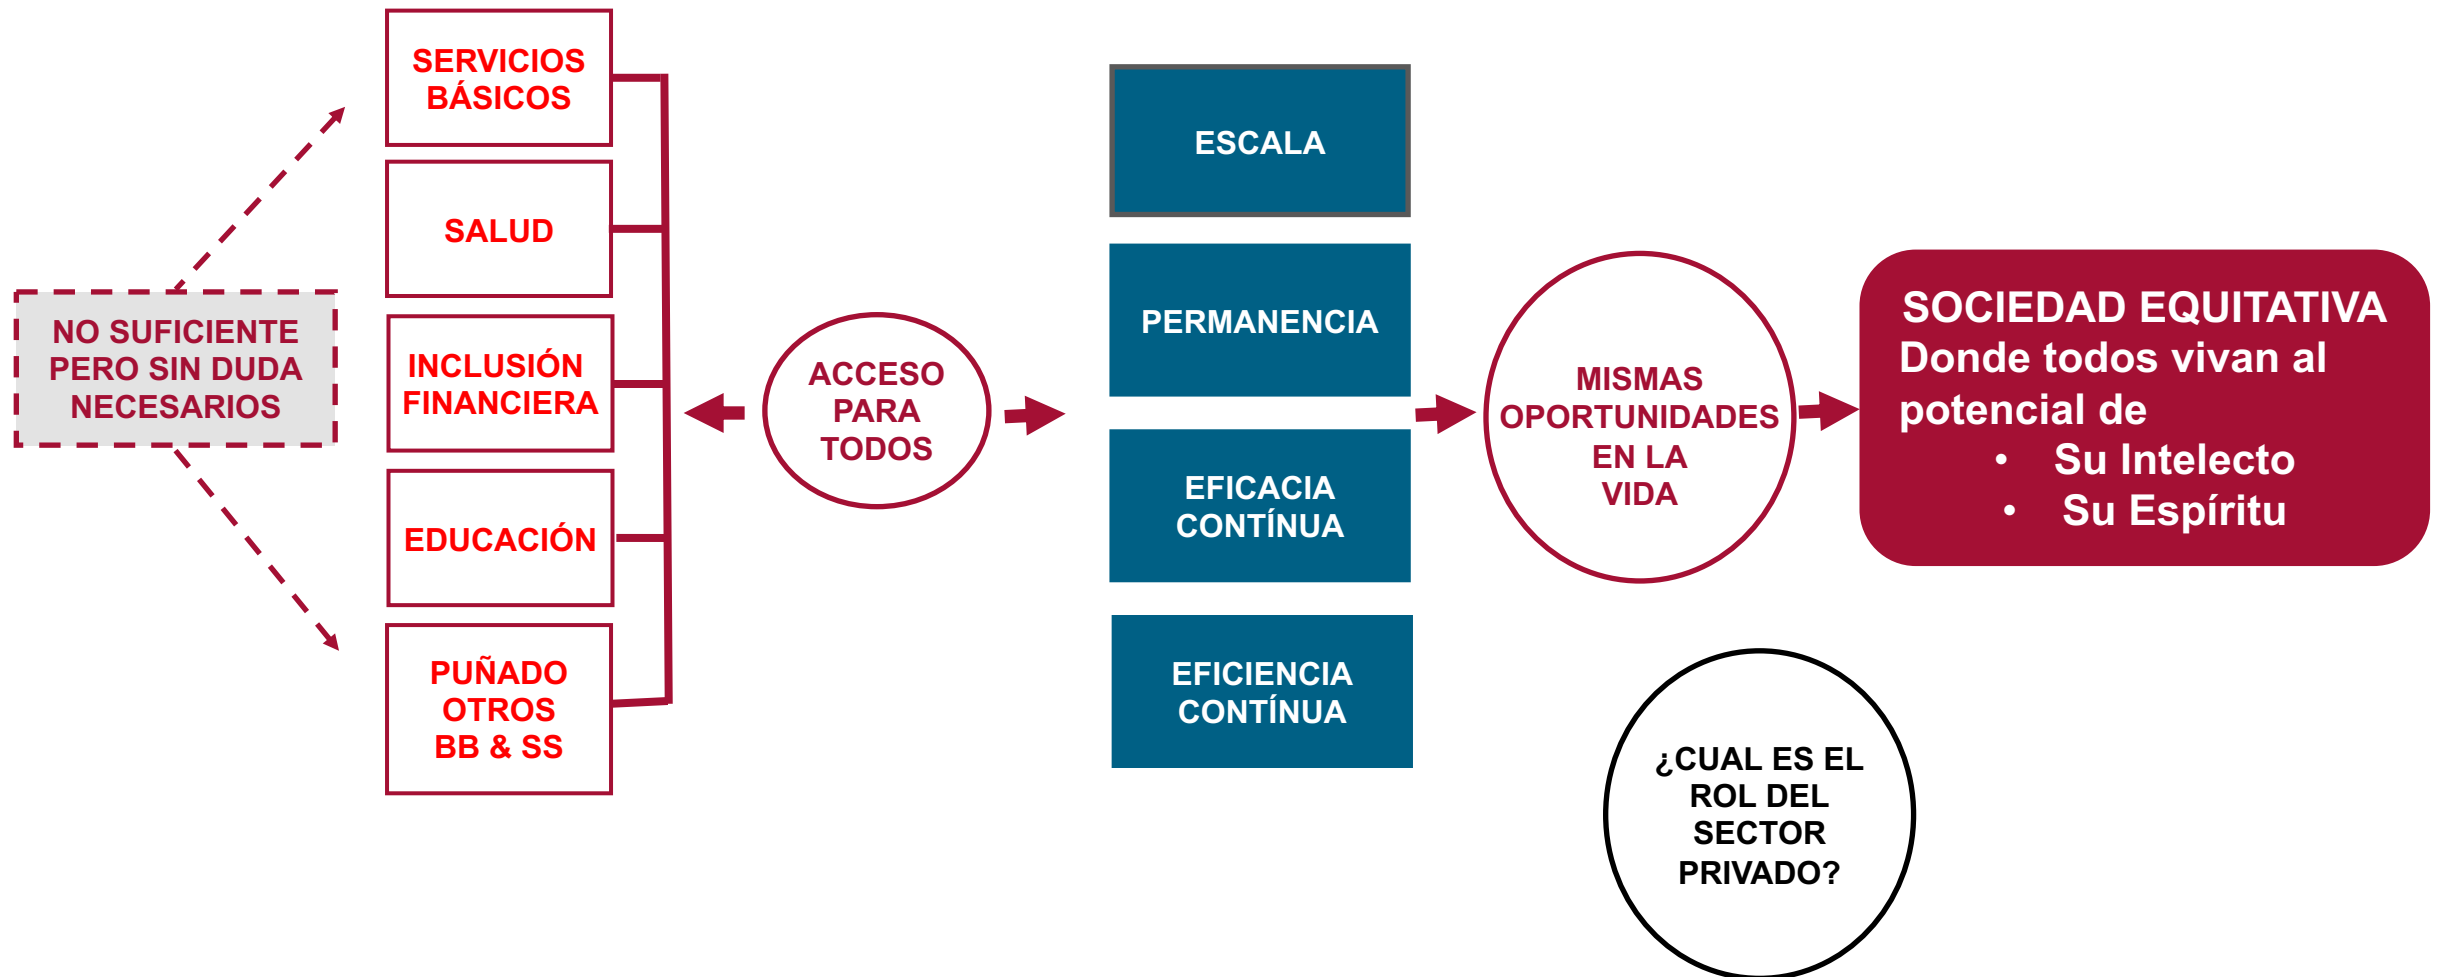 NO SUFICIENTE
PERO SIN DUDA
NECESARIOS
SERVICIOS
BÁSICOS
SALUD
INCLUSIÓN
FINANCIERA
EDUCACIÓN
PUÑADO
OTROS
BB & SS
ACCESO
PARA
TODOS
ESCALA
PERMANENCIA
EFICACIA
CONTÍNUA
EFICIENCIA
CONTÍNUA
MISMAS
OPORTUNIDADES
EN LA
VIDA
SOCIEDAD EQUITATIVA
Donde todos vivan al
potencial de
• Su Intelecto
• Su Espíritu
¿CUAL ES EL
ROL DEL
SECTOR
PRIVADO?